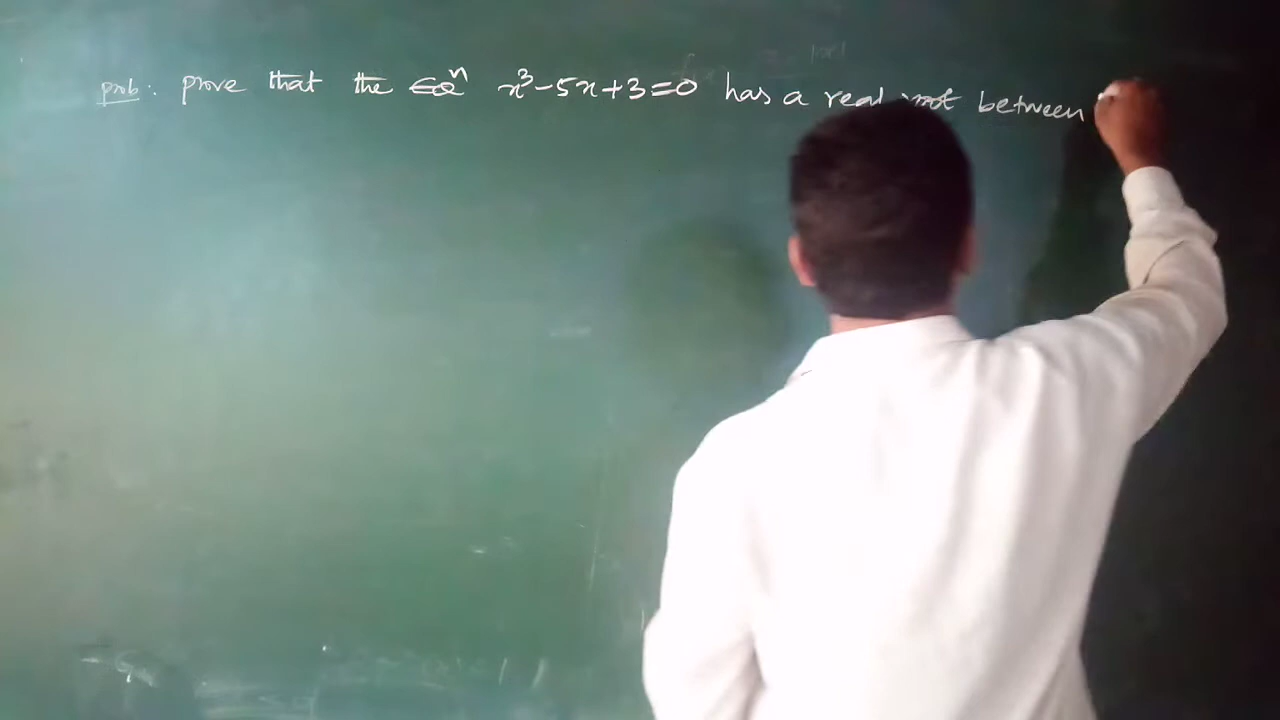 prob: prove that the Eqⁿ x³-5x+3=0 has a real root between